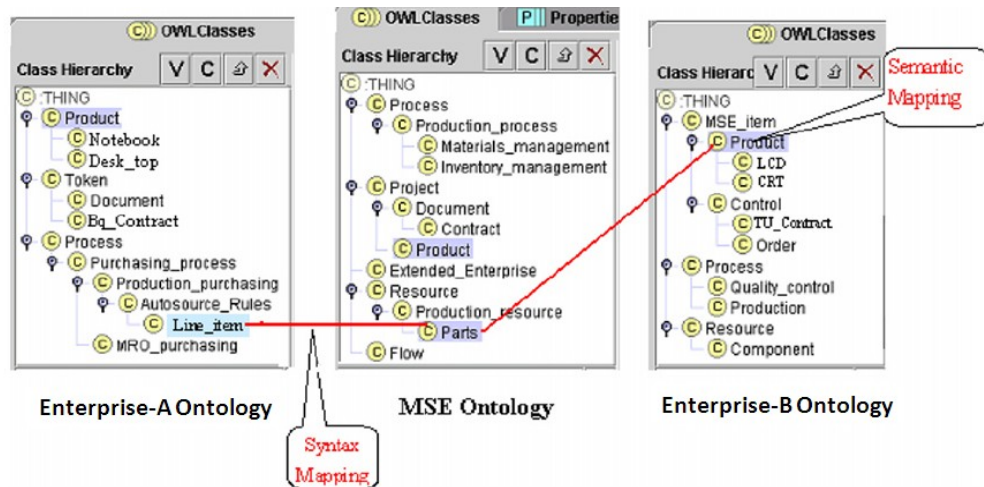 OWLClasses
Class Hierarchy V C
:THING
Product
Notebook
Desk_top
Token
Document
Bq_Contract
Process
Purchasing_process
Production_purchasing
Autosource_Rules
Line_item
MRO_purchasing
Enterprise-A Ontology
OWLClasses P Propertie
Class Hierarchy V C
:THING
Process
Production_process
Materials_management
Inventory_management
Project
Document
Contract
Product
Extended_Enterprise
Resource
Production_resource
Parts
Flow
MSE Ontology
OWLClasses
Class Hierarc V C
:THING
MSE_item
Product
LCD
CRT
Control
TU_Contract
Order
Process
Quality_control
Production
Resource
Component
Enterprise-B Ontology
Semantic
Mapping
Syntax
Mapping